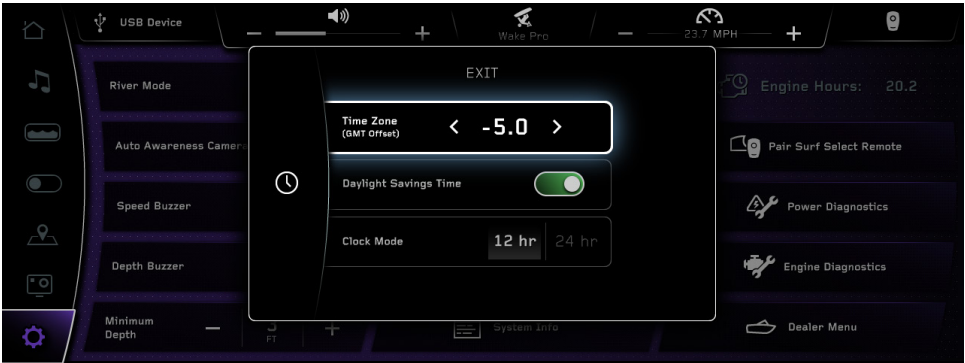 USB Device
Wake Pro
23.7 MPH
EXIT
River Mode
Time Zone
(GMT Offset)
-5.0
Engine Hours: 20.2
Auto Awareness Camera
Pair Surf Select Remote
Daylight Savings Time
Speed Buzzer
Power Diagnostics
Clock Mode
12 hr
24 hr
Depth Buzzer
Engine Diagnostics
Minimum
Depth
3
FT
System Info
Dealer Menu